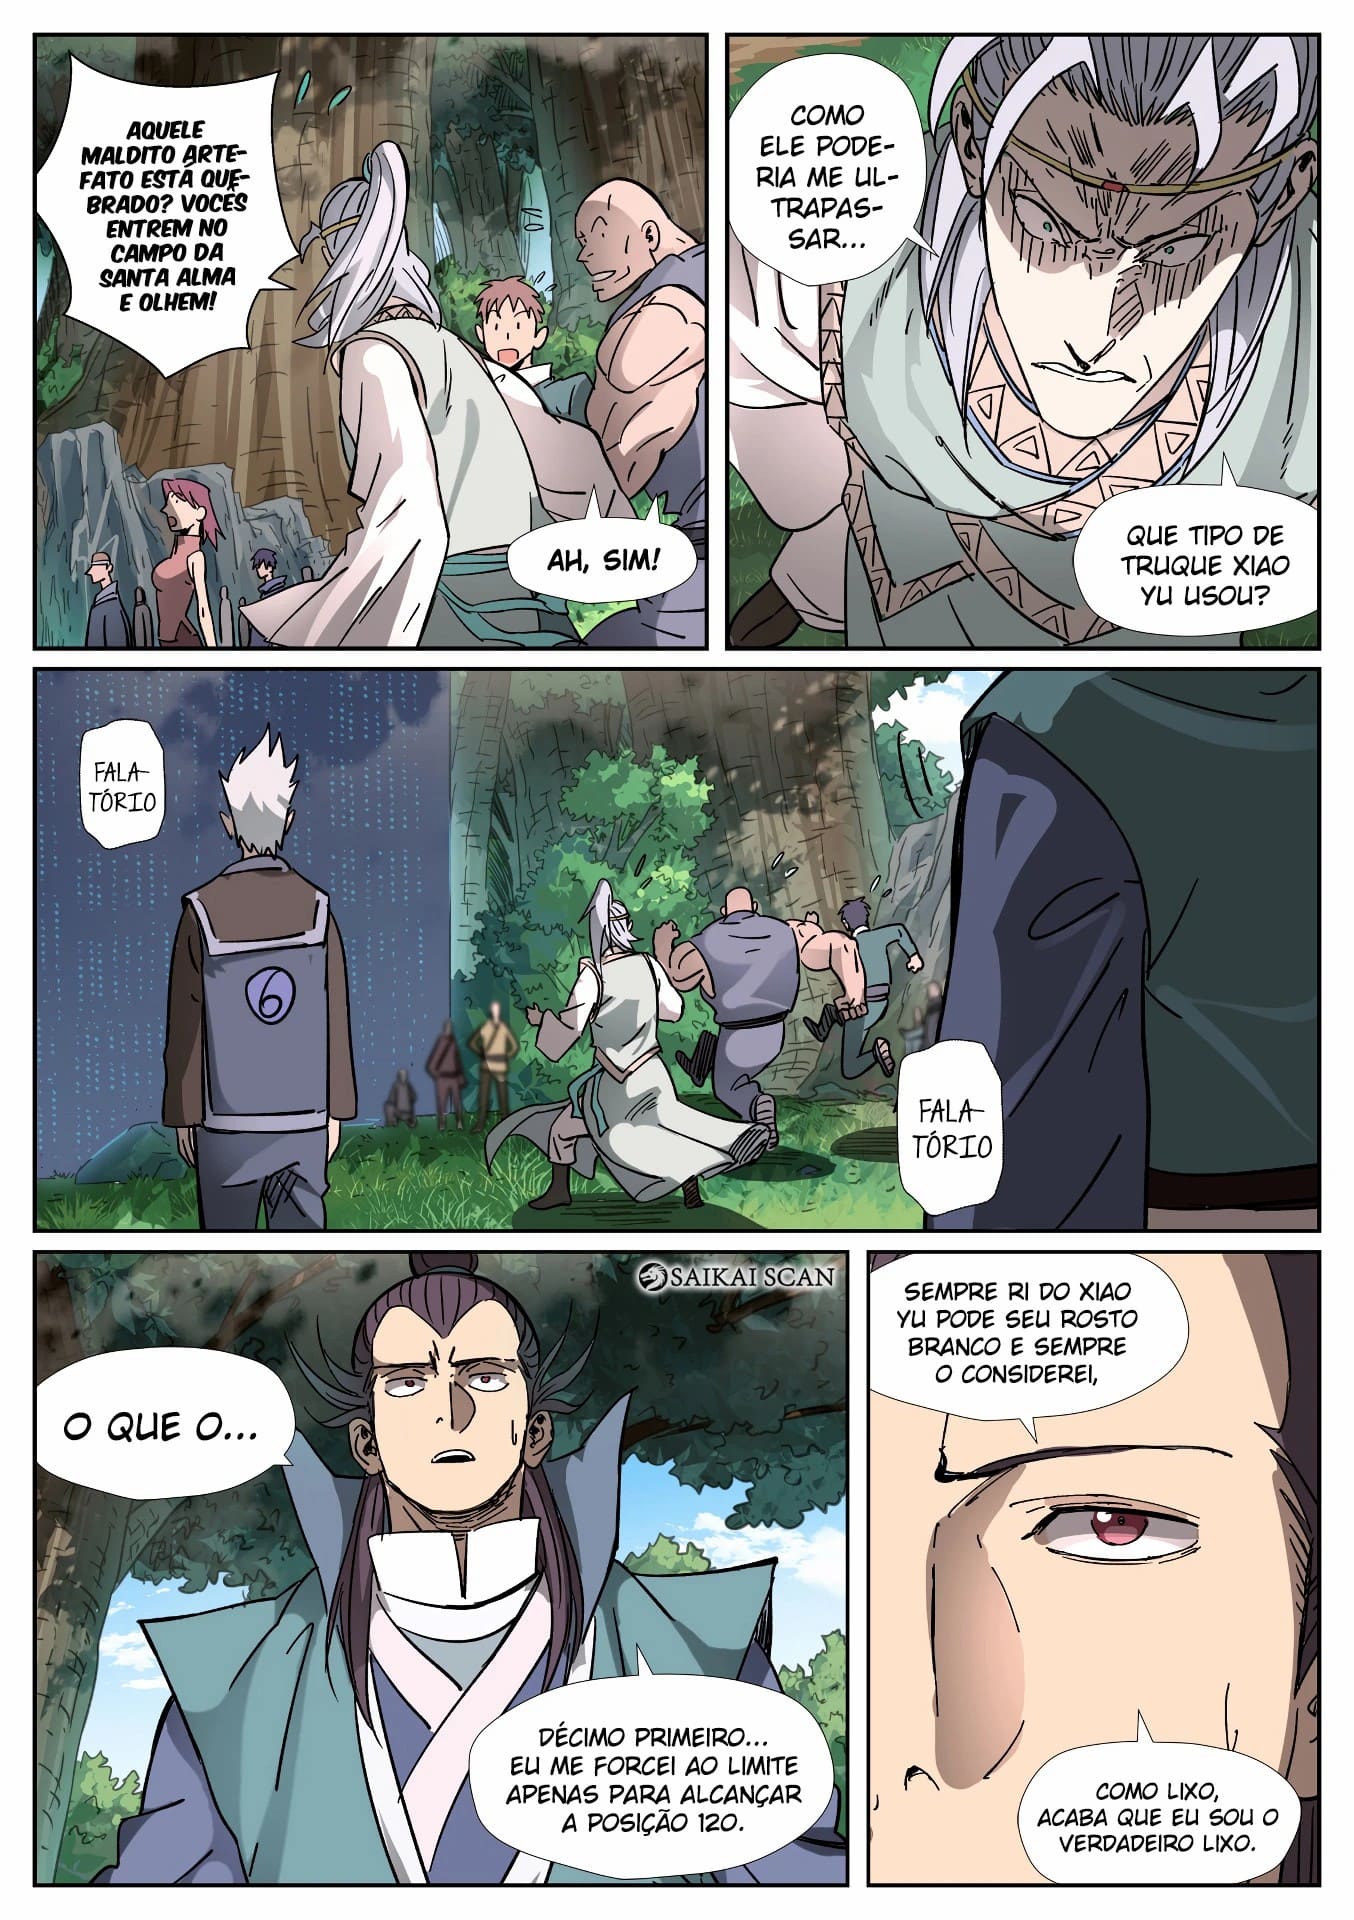 AQUELE
MALDITO ARTE-
FATO ESTÁ QUE-
BRADO? VOCÊS
ENTREM NO
CAMPO DA
SANTA ALMA
E OLHEM!
AH, SIM!
COMO
ELE PODE-
RIA ME UL-
TRAPAS-
SAR...
QUE TIPO DE
TRUQUE XIAO
YU USOU?
FALA-
TÓRIO
6
FALA-
TÓRIO
SAIKAI SCAN
O QUE O...
DÉCIMO PRIMEIRO...
EU ME FORCEI AO LIMITE
APENAS PARA ALCANÇAR
A POSIÇÃO 120.
SEMPRE RI DO XIAO
YU PODE SEU ROSTO
BRANCO E SEMPRE
O CONSIDEREI,
COMO LIXO,
ACABA QUE EU SOU O
VERDADEIRO LIXO.